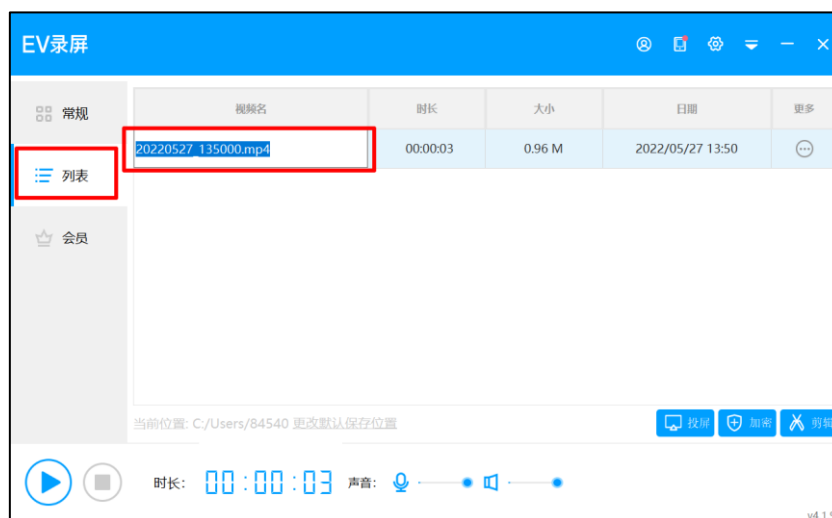 EV录屏
常规
视频名 时长 大小 日期 更多
20220527_135000.mp4 00:00:03 0.96 M 2022/05/27 13:50
列表
会员
当前位置: C:/Users/84540 更改默认保存位置
投屏 加密 剪辑
时长: 00:00:03 声音: